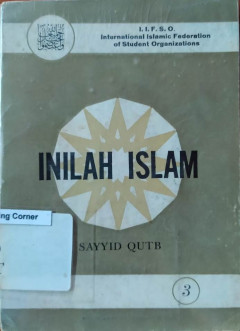 I. I. F. S. O.
International Islamic Federation
of Student Organizations
INILAH ISLAM
ng Corner
SAYYID QUTB
3